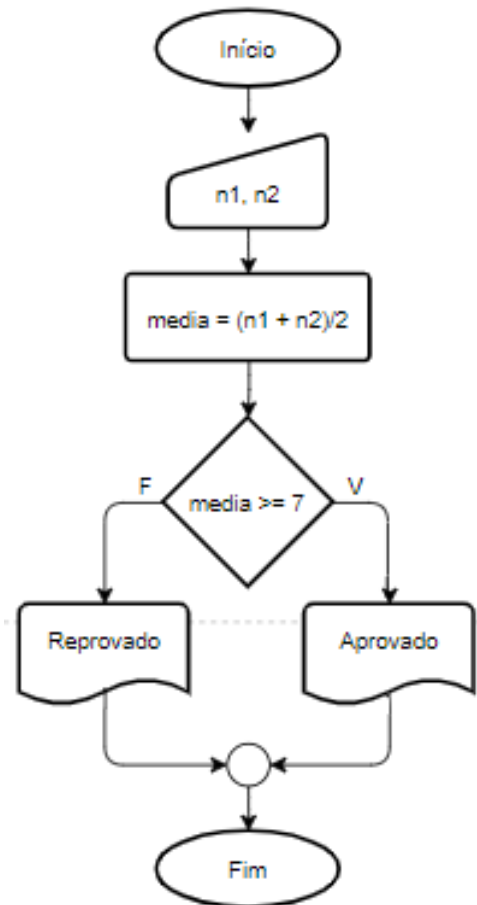 Início
n1, n2
media = (n1 + n2)/2
F
V
media >= 7
Reprovado
Aprovado
Fim